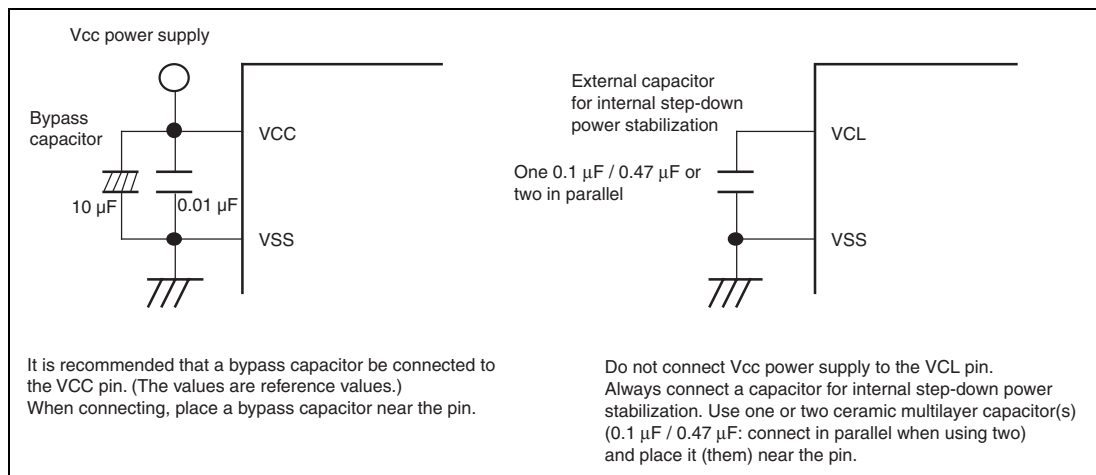 Vcc power supply
Bypass
capacitor
VCC
10 µF
0.01 µF
VSS
It is recommended that a bypass capacitor be connected to
the VCC pin. (The values are reference values.)
When connecting, place a bypass capacitor near the pin.
External capacitor
for internal step-down
power stabilization
VCL
One 0.1 µF / 0.47 µF or
two in parallel
VSS
Do not connect Vcc power supply to the VCL pin.
Always connect a capacitor for internal step-down power
stabilization. Use one or two ceramic multilayer capacitor(s)
(0.1 µF / 0.47 µF: connect in parallel when using two)
and place it (them) near the pin.